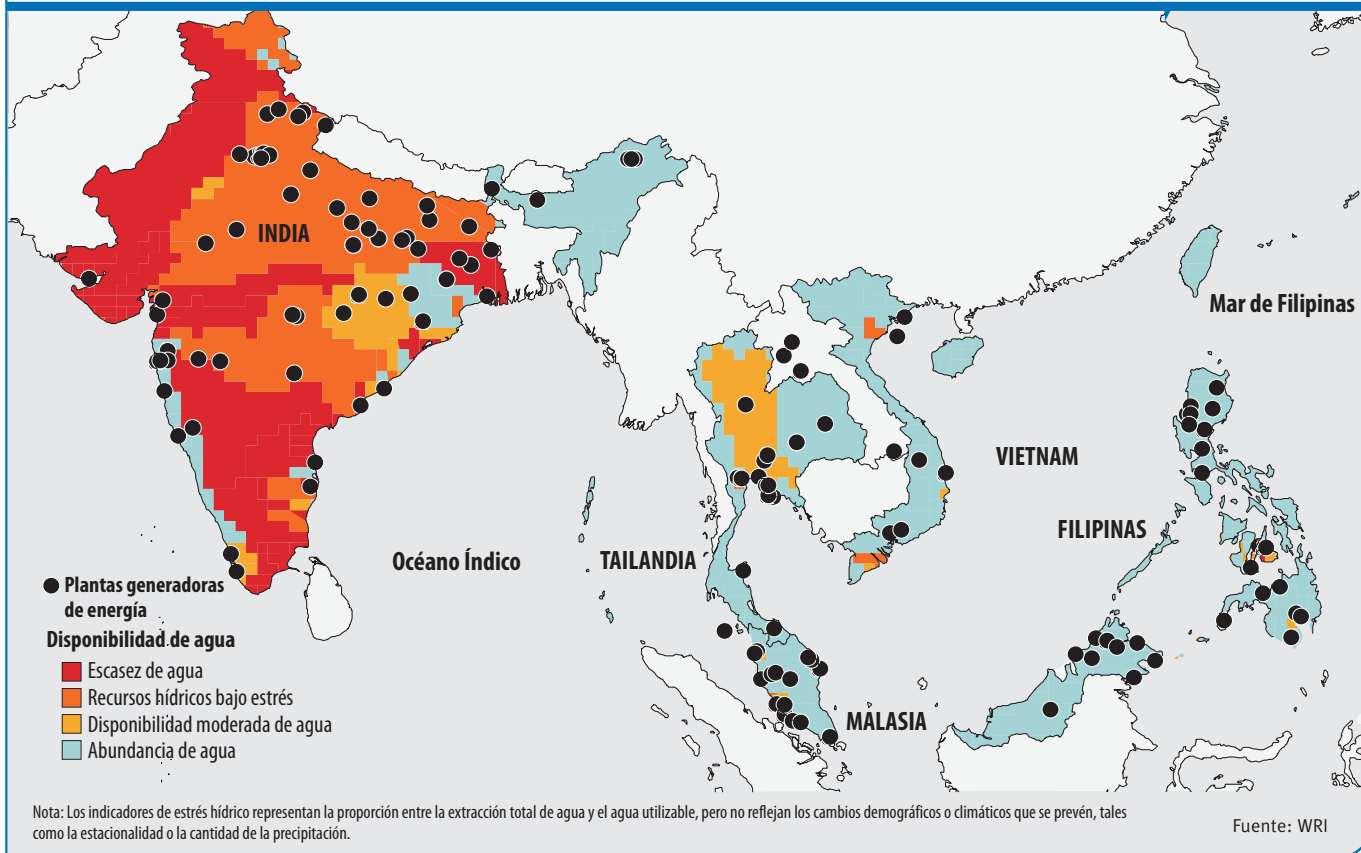 INDIA
Mar de Filipinas
VIETNAM
FILIPINAS
Océano Índico
TAILANDIA
MALASIA
Plantas generadoras
de energía
Disponibilidad de agua
Escasez de agua
Recursos hídricos bajo estrés
Disponibilidad moderada de agua
Abundancia de agua
Nota: Los indicadores de estrés hídrico representan la proporción entre la extracción total de agua y el agua utilizable, pero no reflejan los cambios demográficos o climáticos que se prevén, tales
como la estacionalidad o la cantidad de la precipitación.
Fuente: WRI